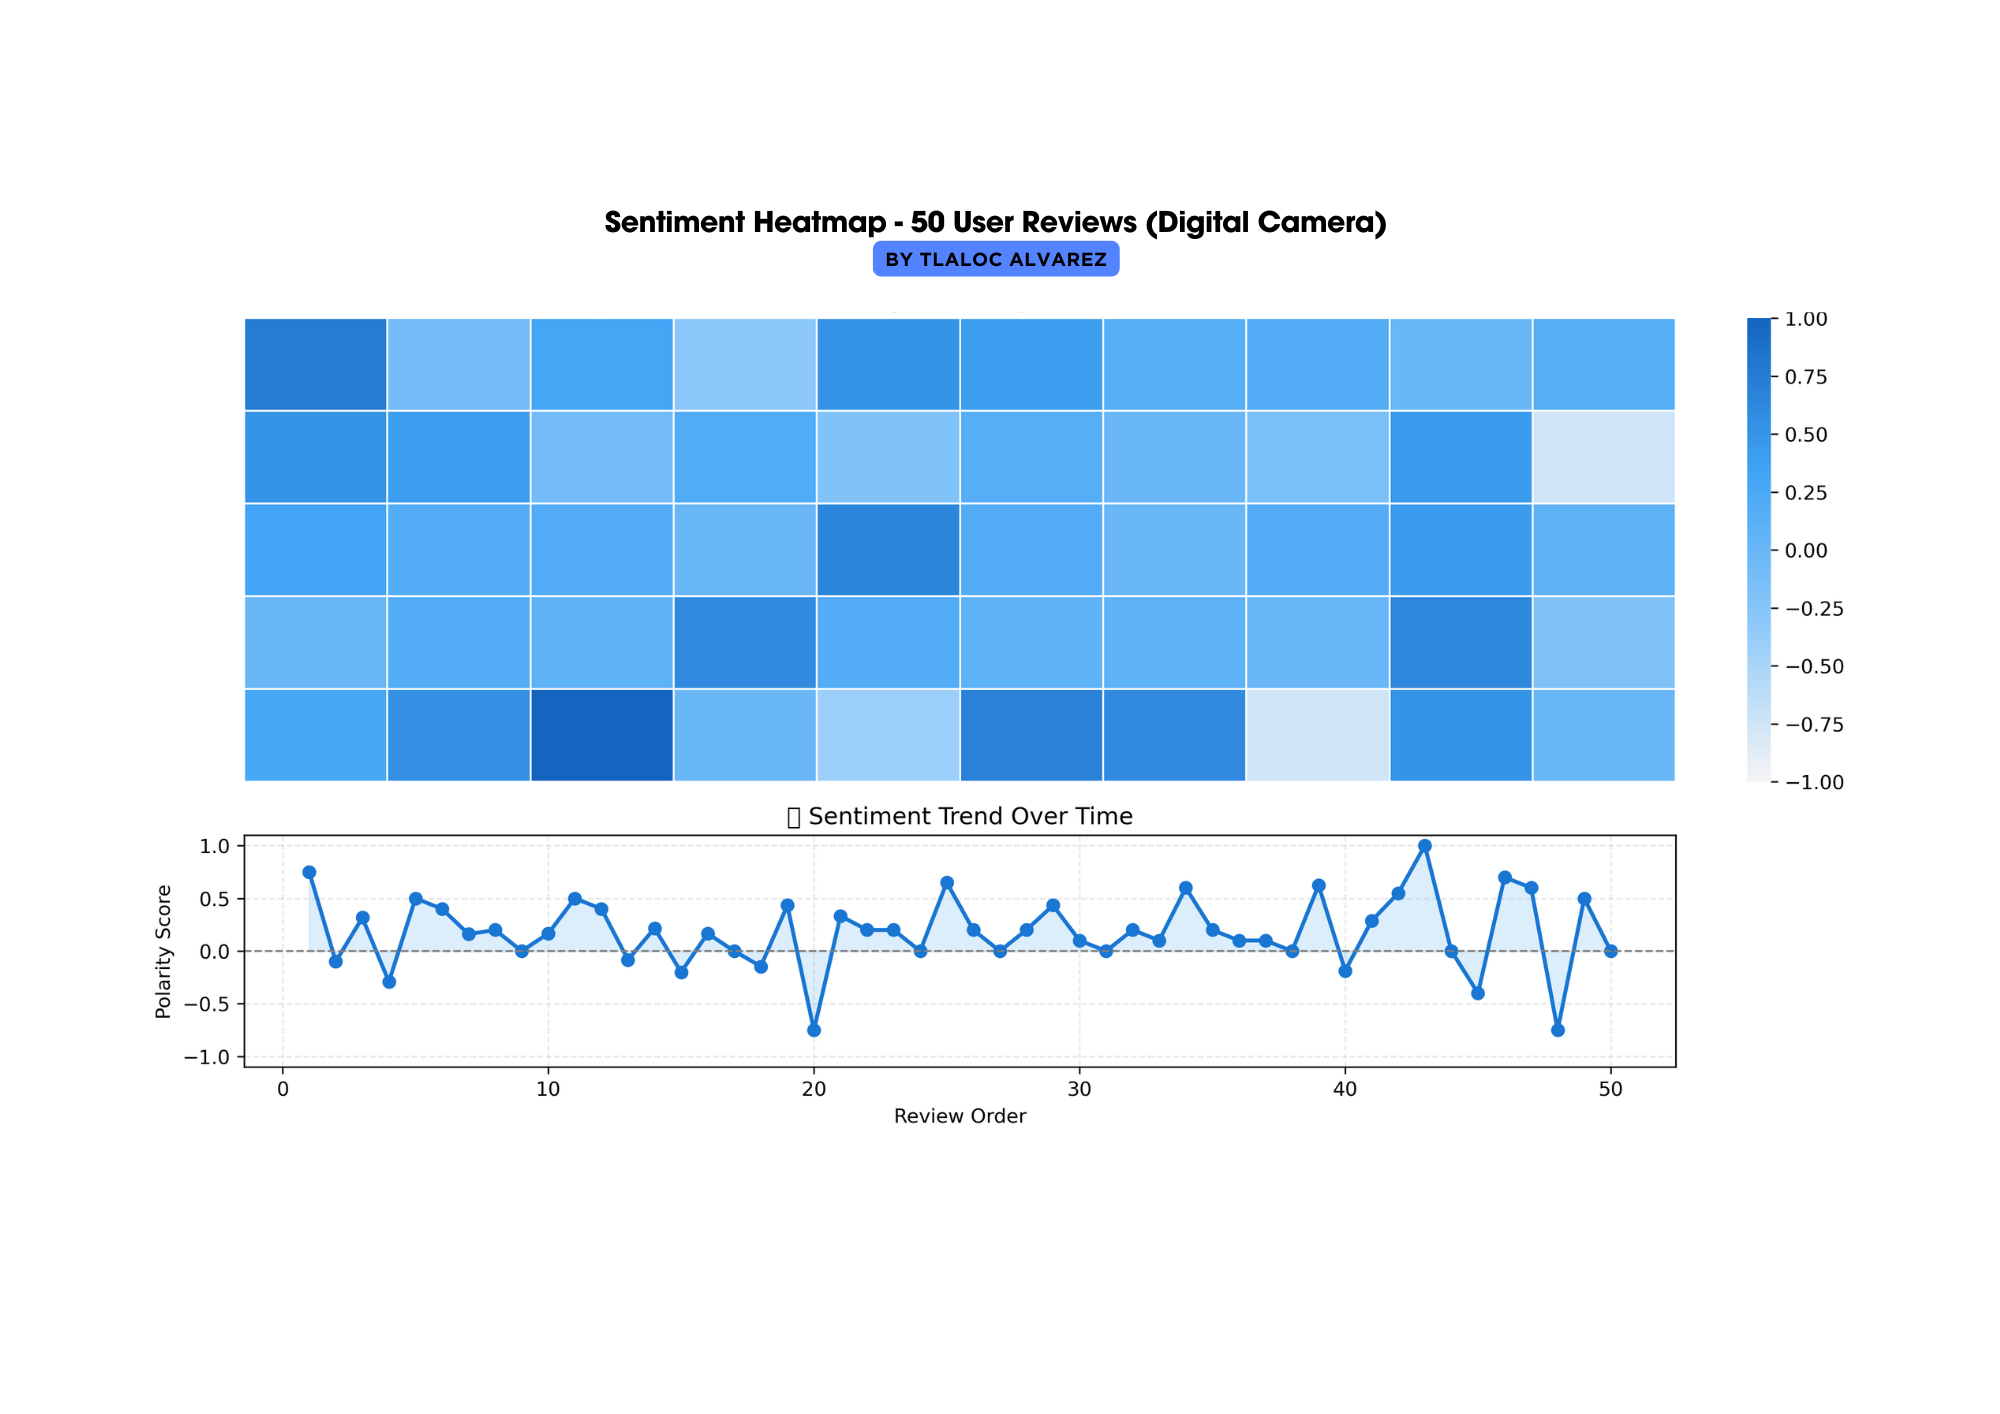 Sentiment Heatmap - 50 User Reviews (Digital Camera)
BY TLALOC ALVAREZ
1.00
0.75
0.50
0.25
0.00
−0.25
−0.50
−0.75
−1.00
Sentiment Trend Over Time
Polarity Score
1.0
0.5
0.0
−0.5
−1.0
0 10 20 30 40 50
Review Order